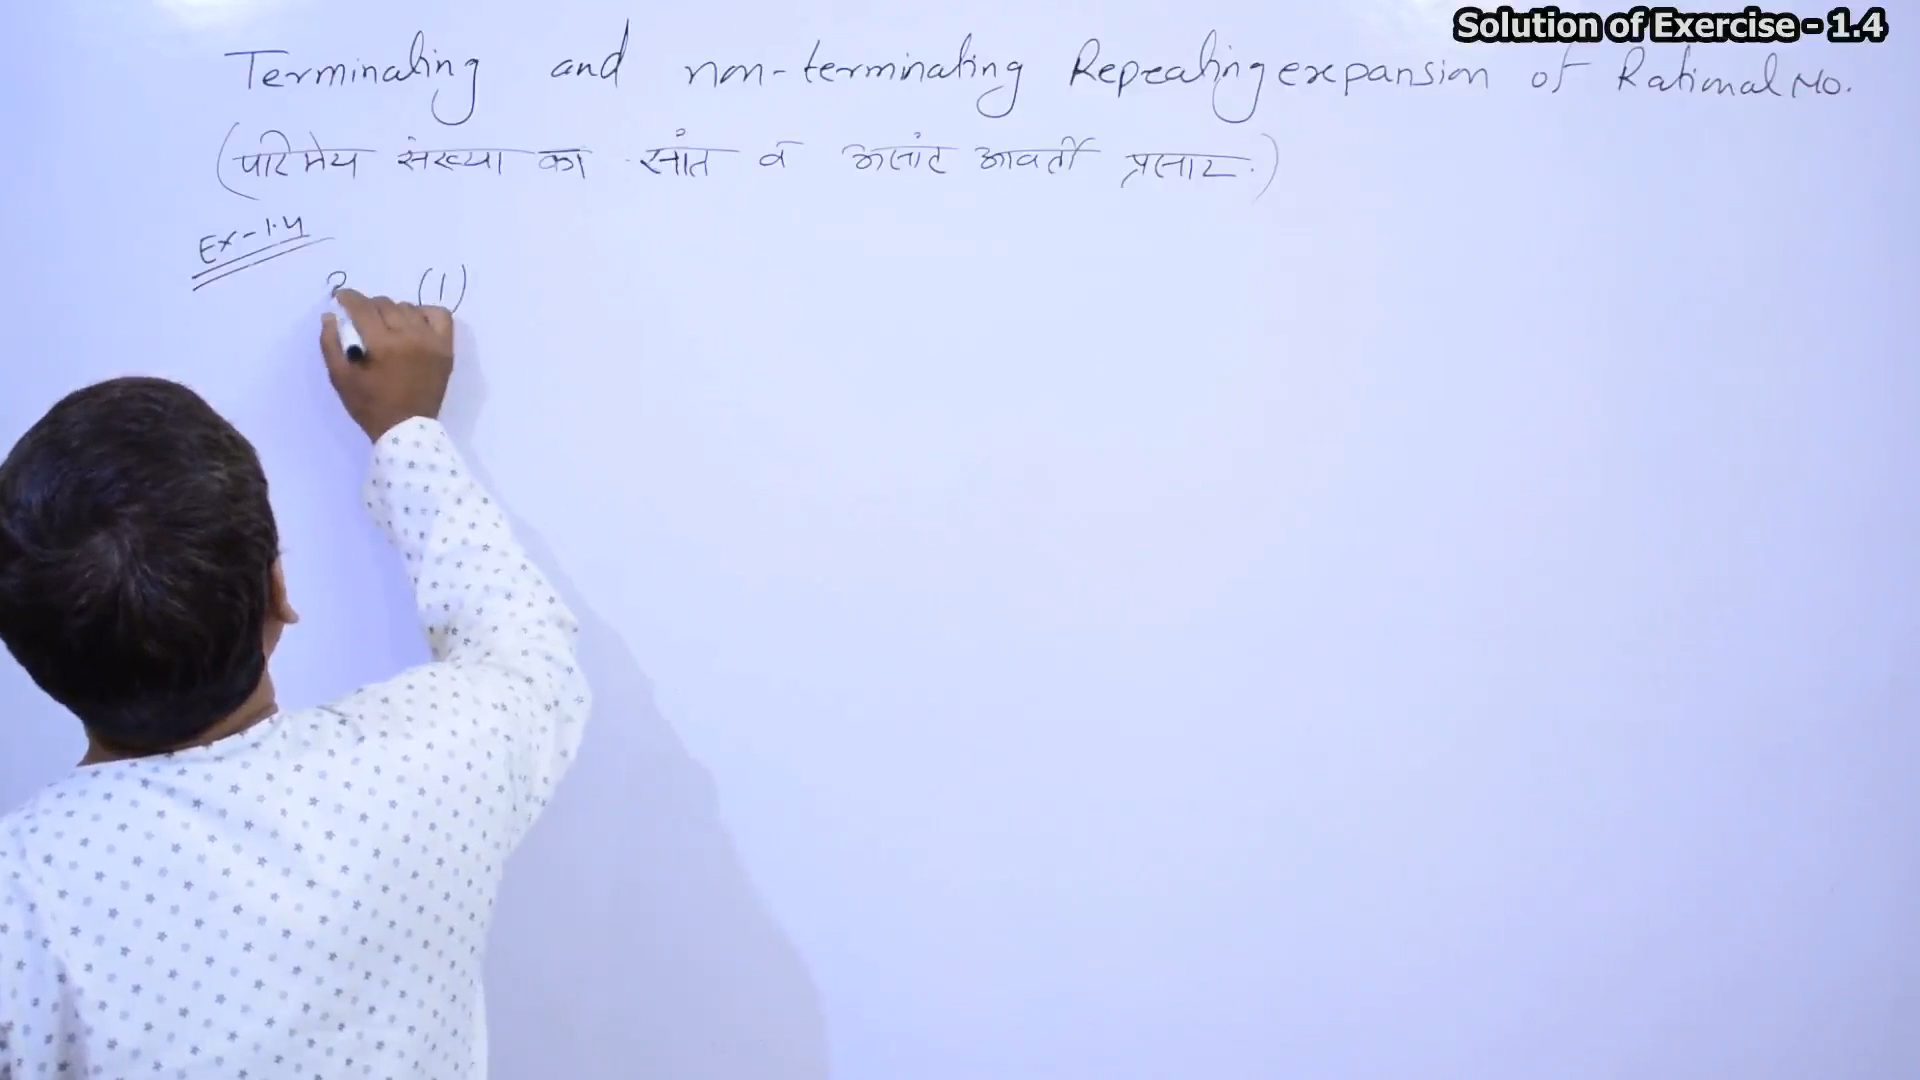 Solution of Exercise - 1.4
Terminating and non-terminating Repeating expansion of Rational No.
(परिमेय संख्या का सांत व असांत आवर्ती प्रसार.)
Ex-1.4
(1)